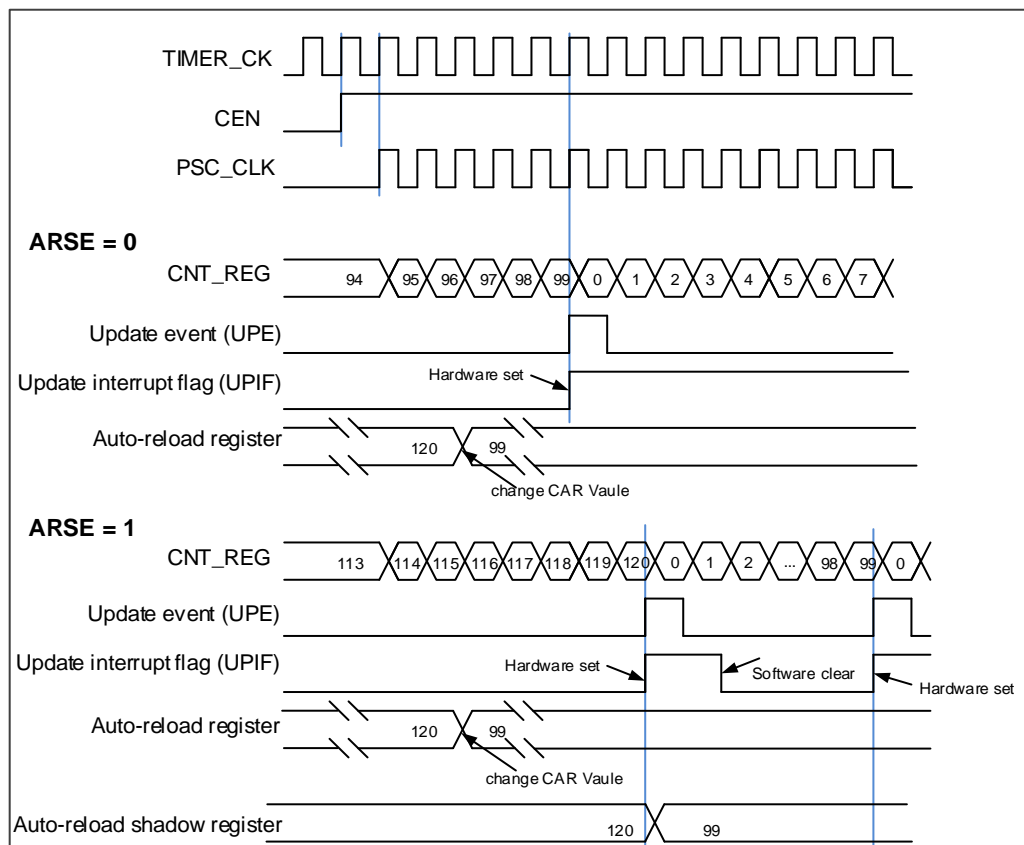 TIMER_CK
CEN
PSC_CLK
ARSE = 0
CNT_REG 94 95 96 97 98 99 0 1 2 3 4 5 6 7
Update event (UPE)
Update interrupt flag (UPIF) Hardware set
Auto-reload register 120 99
change CAR Vaule
ARSE = 1
CNT_REG 113 114 115 116 117 118 119 120 0 1 2 ... 98 99 0
Update event (UPE)
Update interrupt flag (UPIF) Hardware set Software clear Hardware set
Auto-reload register 120 99
change CAR Vaule
Auto-reload shadow register 120 99